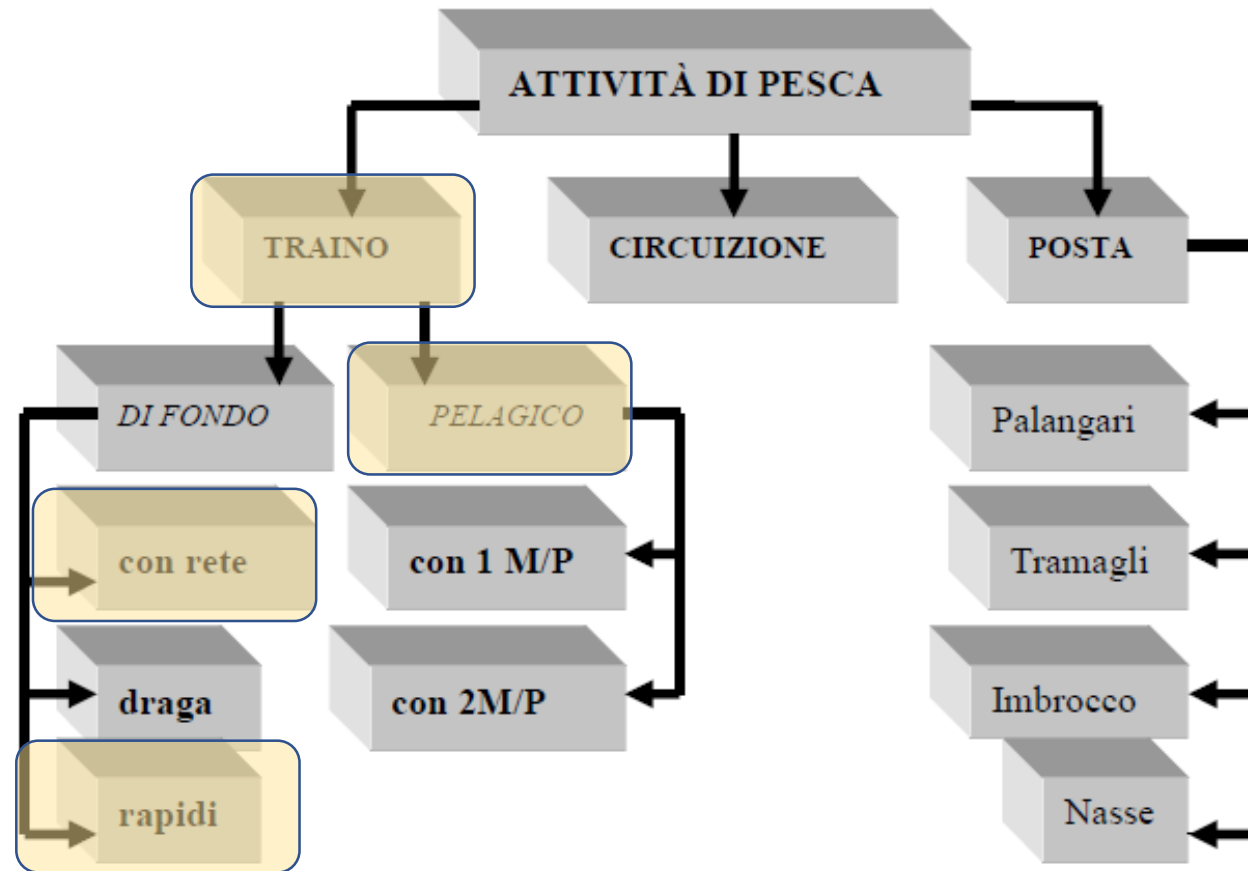 ATTIVITÀ DI PESCA
TRAINO
CIRCUIZIONE
POSTA
DI FONDO
PELAGICO
Palangari
con rete
con 1 M/P
Tramagli
draga
con 2M/P
Imbrocco
rapidi
Nasse